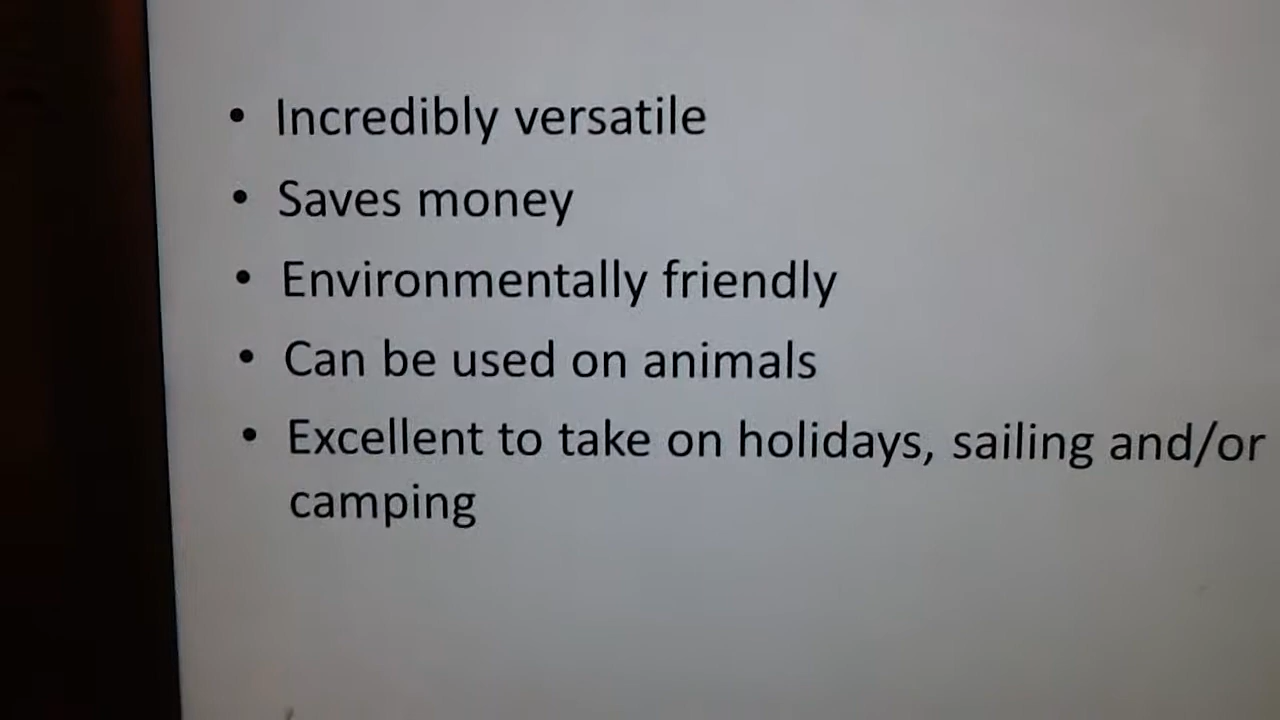 • Incredibly versatile
• Saves money
• Environmentally friendly
• Can be used on animals
• Excellent to take on holidays, sailing and/or
camping